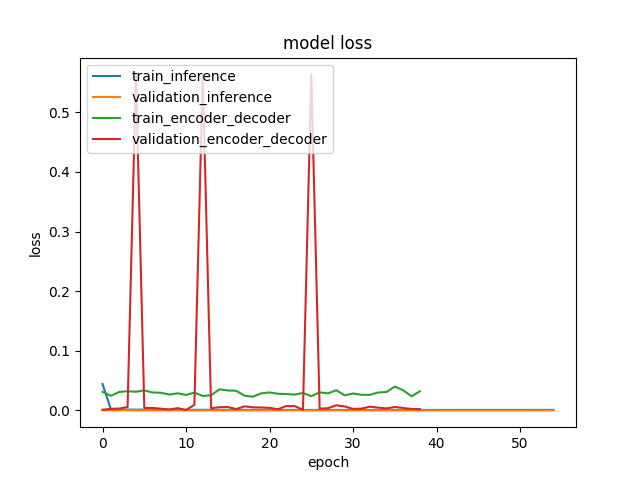 model loss
train_inference
validation_inference
train_encoder_decoder
validation_encoder_decoder
loss
0.5
0.4
0.3
0.2
0.1
0.0
0 10 20 30 40 50
epoch